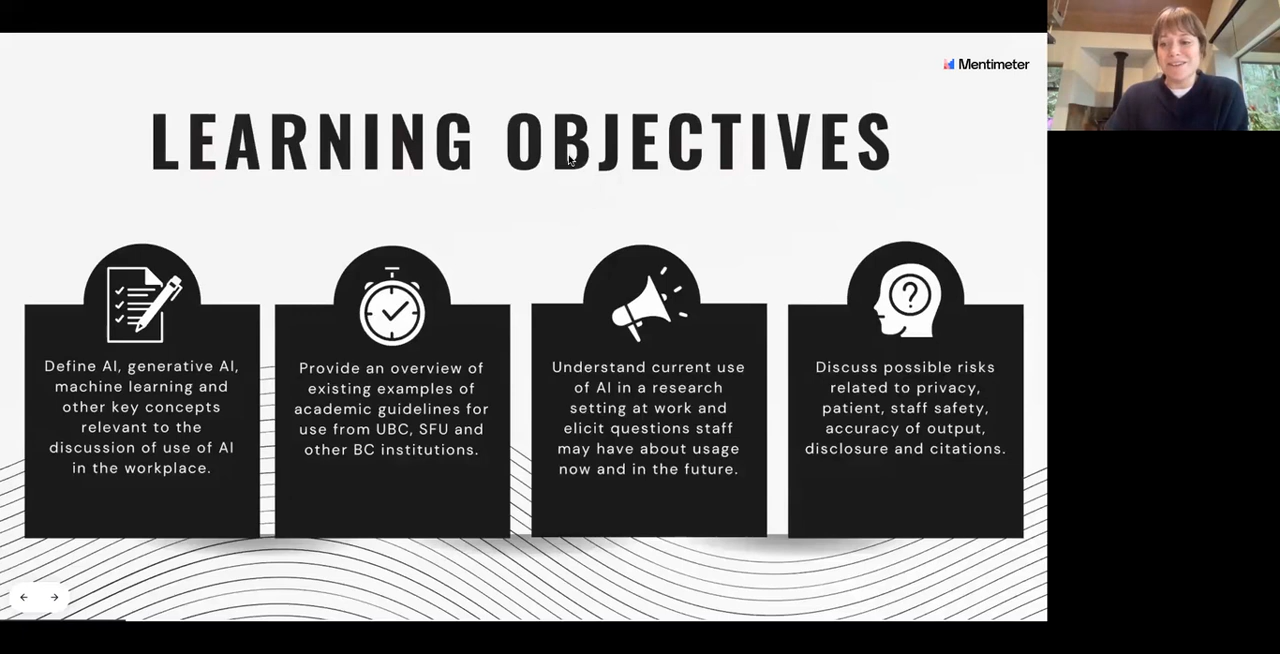 Mentimeter
LEARNING OBJECTIVES
Define AI, generative AI,
machine learning and
other key concepts
relevant to the
discussion of use of AI
in the workplace.
Provide an overview of
existing examples of
academic guidelines for
use from UBC, SFU and
other BC institutions.
Understand current use
of AI in a research
setting at work and
elicit questions staff
may have about usage
now and in the future.
Discuss possible risks
related to privacy,
patient, staff safety,
accuracy of output,
disclosure and citations.